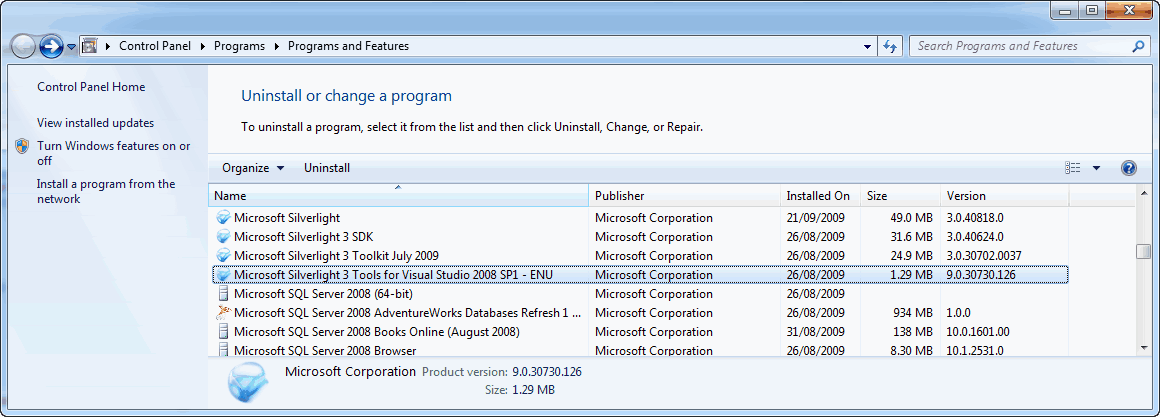 Control Panel Programs Programs and Features Search Programs and Features
Control Panel Home
View installed updates
Turn Windows features on or
off
Install a program from the
network
Uninstall or change a program
To uninstall a program, select it from the list and then click Uninstall, Change, or Repair.
Organize Uninstall
Name Publisher Installed On Size Version
Microsoft Silverlight Microsoft Corporation 21/09/2009 49.0 MB 3.0.40818.0
Microsoft Silverlight 3 SDK Microsoft Corporation 26/08/2009 31.6 MB 3.0.40624.0
Microsoft Silverlight 3 Toolkit July 2009 Microsoft Corporation 26/08/2009 24.9 MB 3.0.30702.0037
Microsoft Silverlight 3 Tools for Visual Studio 2008 SP1 - ENU Microsoft Corporation 26/08/2009 1.29 MB 9.0.30730.126
Microsoft SQL Server 2008 (64-bit) Microsoft Corporation 26/08/2009
Microsoft SQL Server 2008 AdventureWorks Databases Refresh 1 ... Microsoft Corporation 26/08/2009 934 MB 1.0.0
Microsoft SQL Server 2008 Books Online (August 2008) Microsoft Corporation 31/08/2009 138 MB 10.0.1601.00
Microsoft SQL Server 2008 Browser Microsoft Corporation 26/08/2009 8.30 MB 10.1.2531.0
Microsoft Corporation Product version: 9.0.30730.126
Size: 1.29 MB